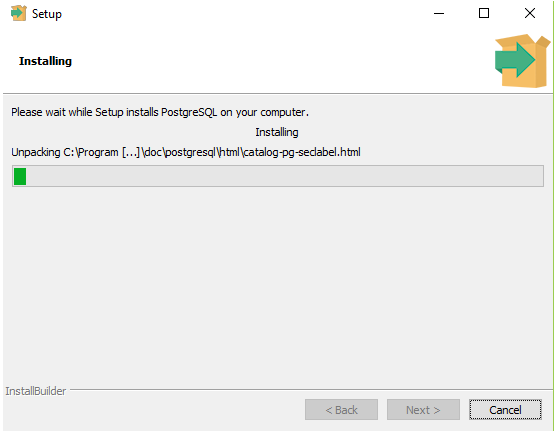 Setup
Installing
Please wait while Setup installs PostgreSQL on your computer.
Installing
Unpacking C:\Program [...]\doc\postgresql\html\catalog-pg-seclabel.html
InstallBuilder
< Back
Next >
Cancel